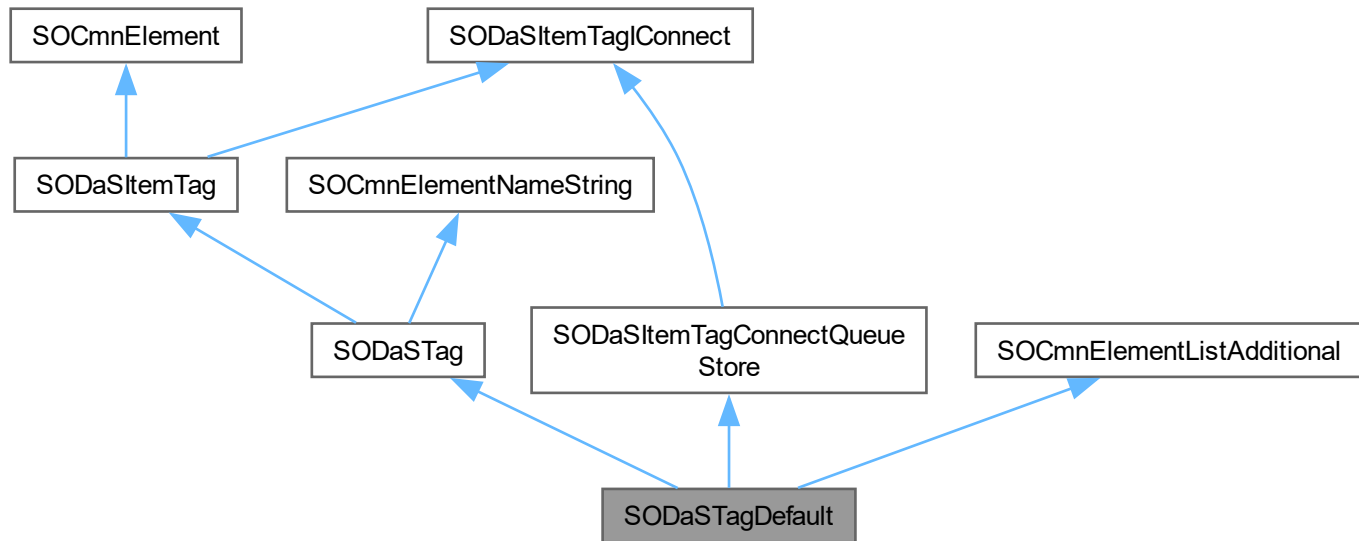 SOCmnElement
SODaSItemTagIConnect
SODaSItemTag
SOCmnElementNameString
SODaSTag
SODaSItemTagConnectQueue
Store
SOCmnElementListAdditional
SODaSTagDefault